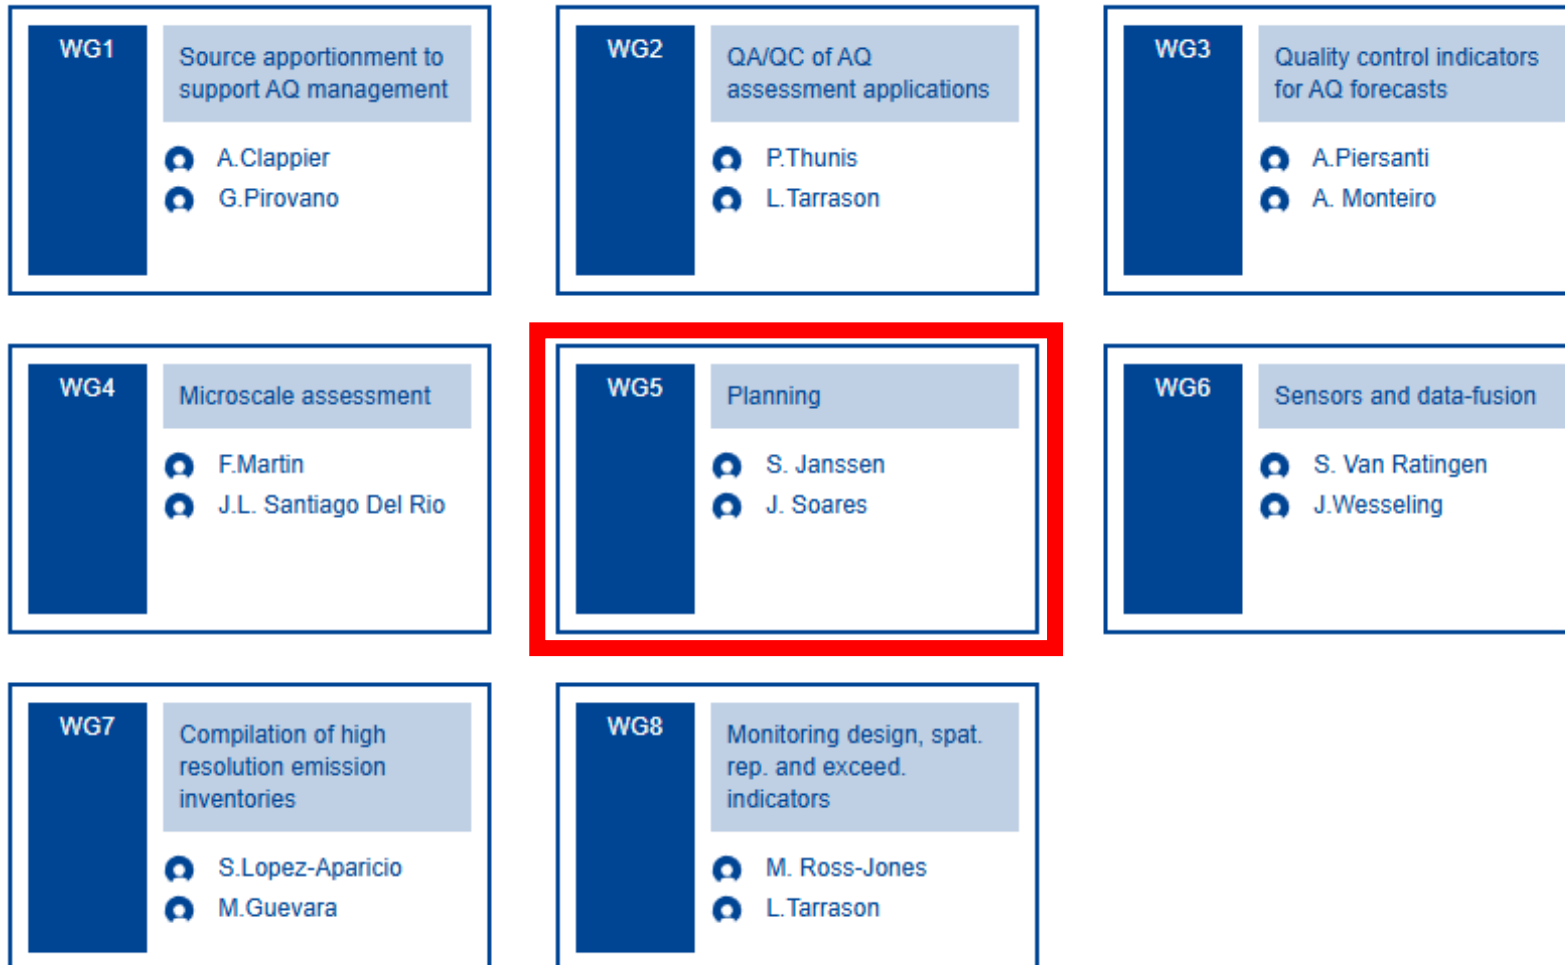 WG1
Source apportionment to
support AQ management
A.Clappier
G.Pirovano
WG2
QA/QC of AQ
assessment applications
P.Thunis
L.Tarrason
WG3
Quality control indicators
for AQ forecasts
A.Piersanti
A. Monteiro
WG4
Microscale assessment
F.Martin
J.L. Santiago Del Rio
WG5
Planning
S. Janssen
J. Soares
WG6
Sensors and data-fusion
S. Van Ratingen
J.Wesseling
WG7
Compilation of high
resolution emission
inventories
S.Lopez-Aparicio
M.Guevara
WG8
Monitoring design, spat.
rep. and exceed.
indicators
M. Ross-Jones
L.Tarrason